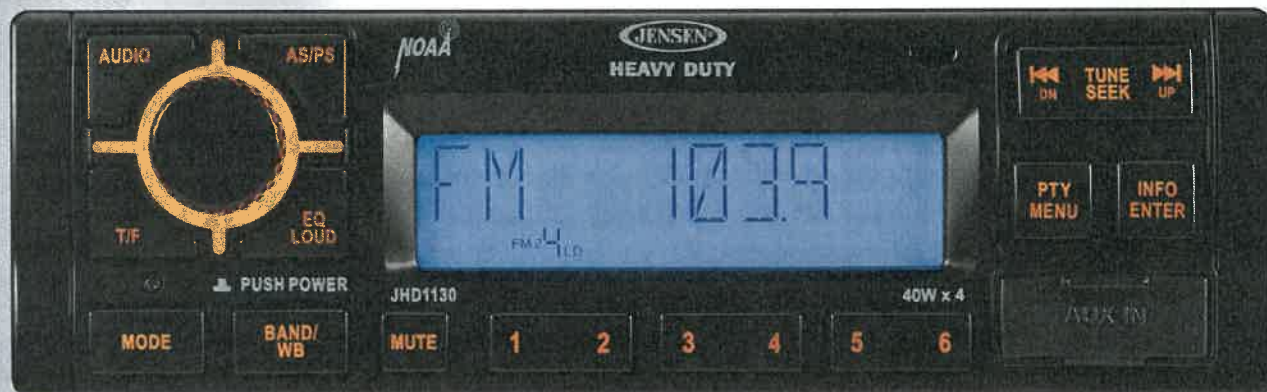 AUDIO
AS/PS
NOAA
JENSEN®
HEAVY DUTY
DN
TUNE
SEEK
UP
FM 103.9
FM2 4 LD
PTY
MENU
INFO
ENTER
T/F
EQ
LOUD
PUSH POWER
JHD1130
40W x 4
AUX IN
MODE
BAND/
WB
MUTE
1 2 3 4 5 6